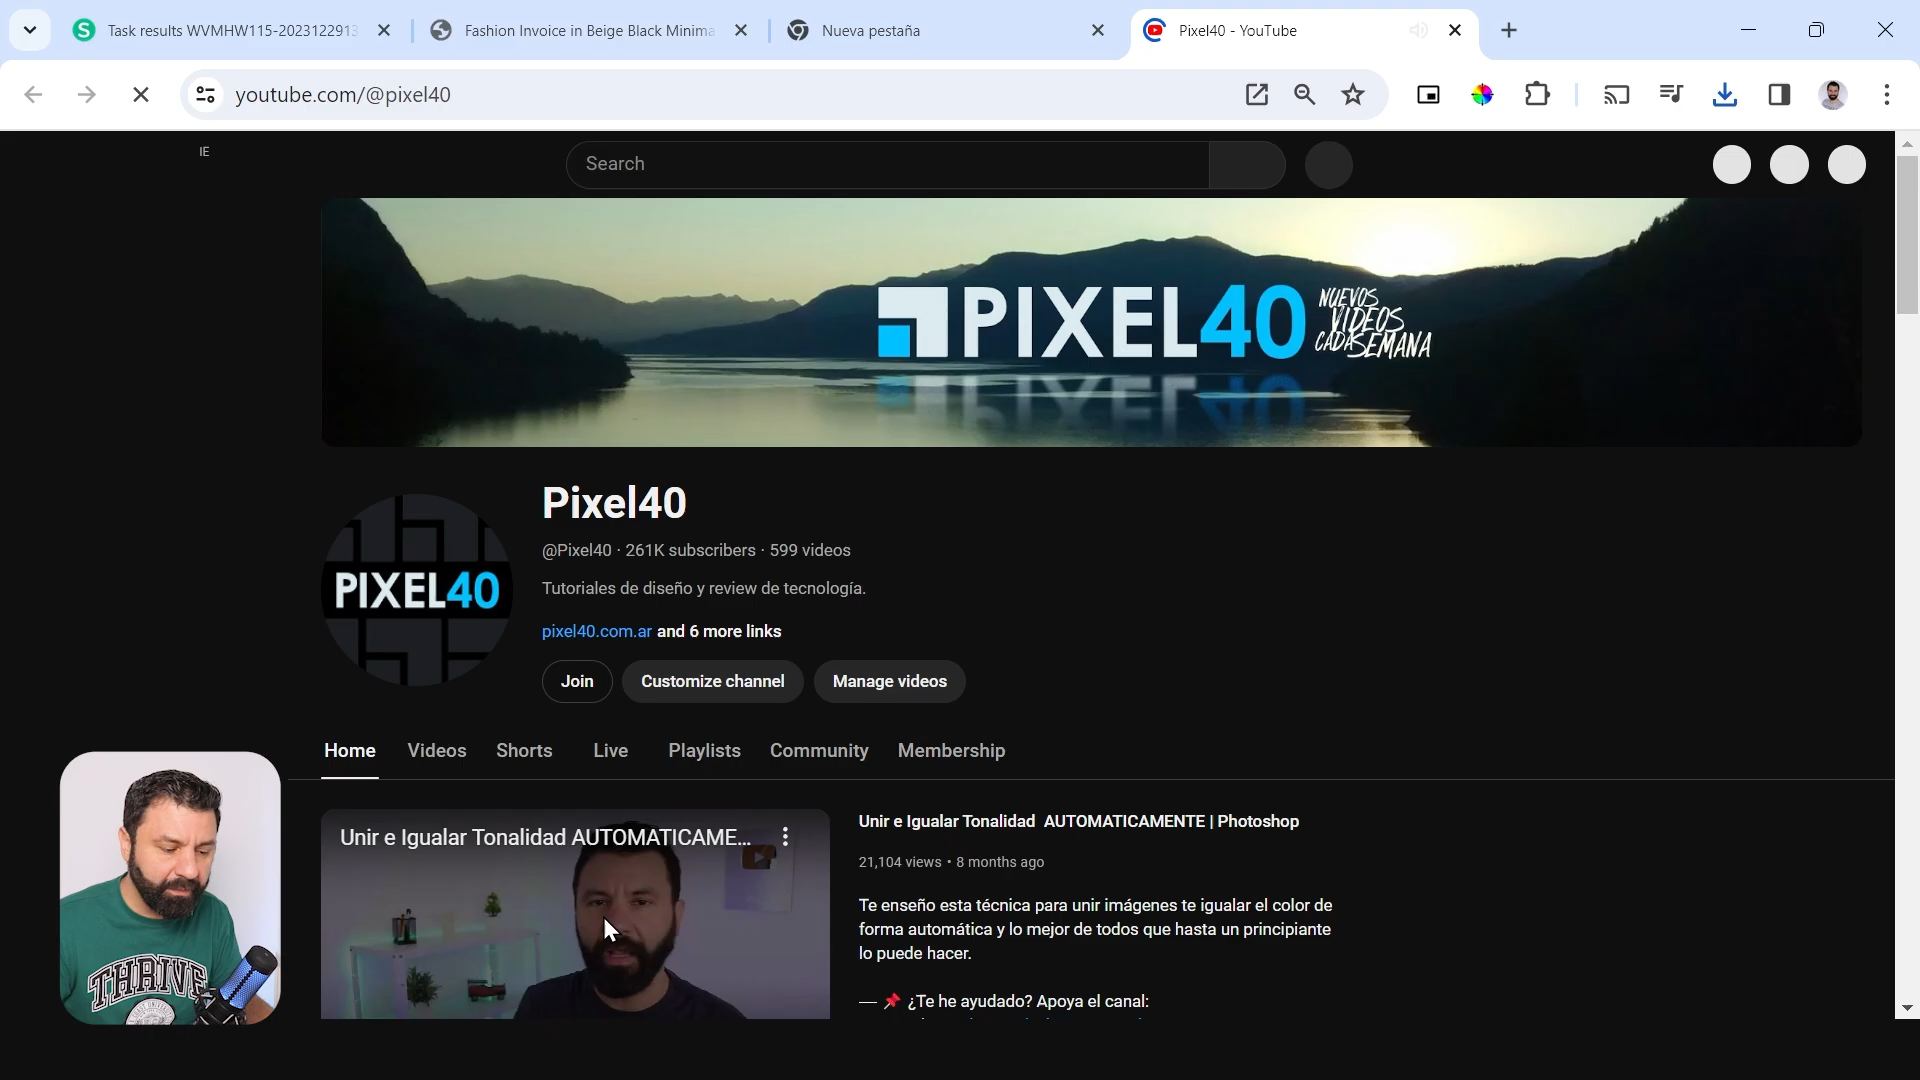 Task results WVMHW115-2023122913
Fashion Invoice in Beige Black Minima
Nueva pestaña
Pixel40 - YouTube
youtube.com/@pixel40
IE
Search
PIXEL40
NUEVOS
VIDEOS
CADA SEMANA
PIXEL40
Pixel40
@Pixel40 · 261K subscribers · 599 videos
Tutoriales de diseño y review de tecnología.
pixel40.com.ar and 6 more links
Join
Customize channel
Manage videos
Home
Videos
Shorts
Live
Playlists
Community
Membership
Unir e Igualar Tonalidad AUTOMATICAME...
Unir e Igualar Tonalidad AUTOMATICAMENTE | Photoshop
21,104 views • 8 months ago
Te enseño esta técnica para unir imágenes te igualar el color de
forma automática y lo mejor de todos que hasta un principiante
lo puede hacer.
— 📌 ¿Te he ayudado? Apoya el canal:
THRIVE